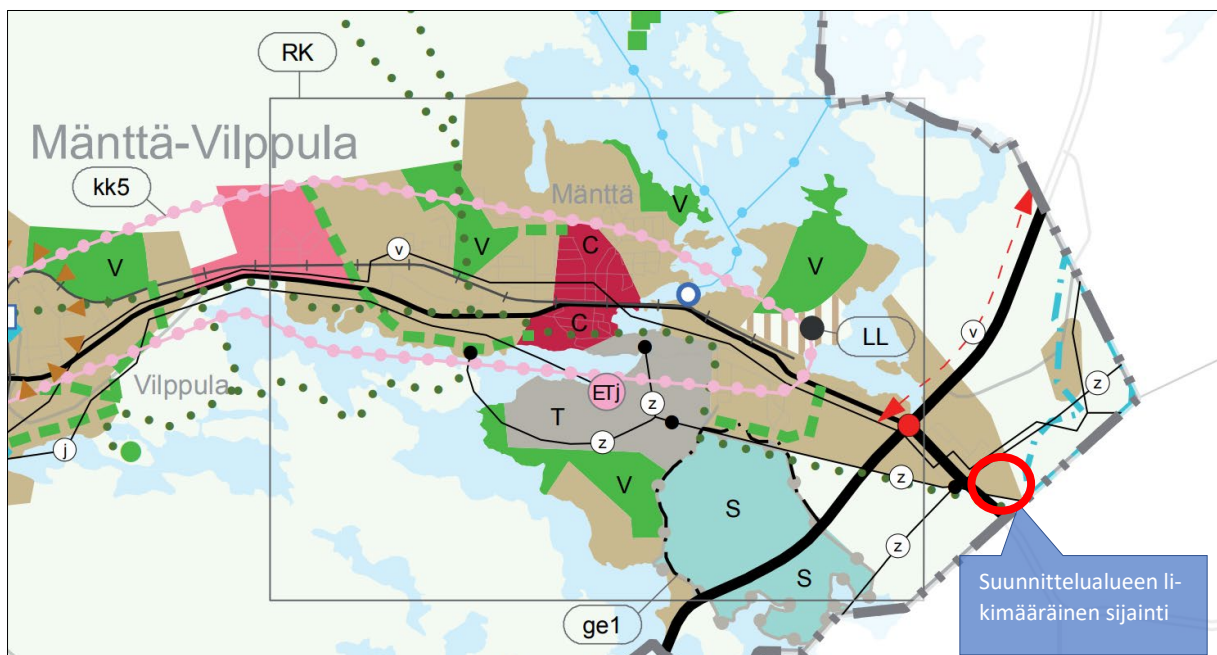 RK
Mänttä-Vilppula
kk5
Mänttä
V
V
C
V
v
V
C
LL
v
Vilppula
ETj
z
T
z
z
j
V
z
S
z
S
ge1
Suunnittelualueen li-
kimääräinen sijainti